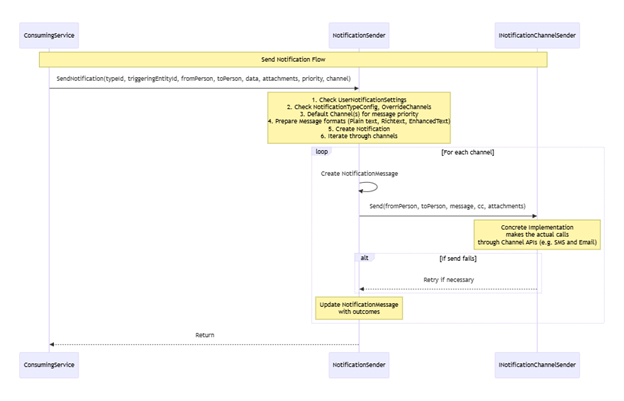 ConsumingService NotificationSender INotificationChannelSender
Send Notification Flow
SendNotification(typeId, triggeringEntityId, fromPerson, toPerson, data, attachments, priority, channel)
1. Check UserNotificationSettings
2. Check NotificationTypeConfig, OverrideChannels
3. Default Channel(s) for message priority
4. Prepare Message formats (Plain text, Richtext, EnhancedText)
5. Create Notification
6. Iterate through channels
loop [For each channel]
Create NotificationMessage
Send(fromPerson, toPerson, message, cc, attachments)
Concrete Implementation
makes the actual calls
through Channel APIs (e.g. SMS and Email)
alt [If send fails]
Retry if necessary
Update NotificationMessage
with outcomes
Return
ConsumingService NotificationSender INotificationChannelSender